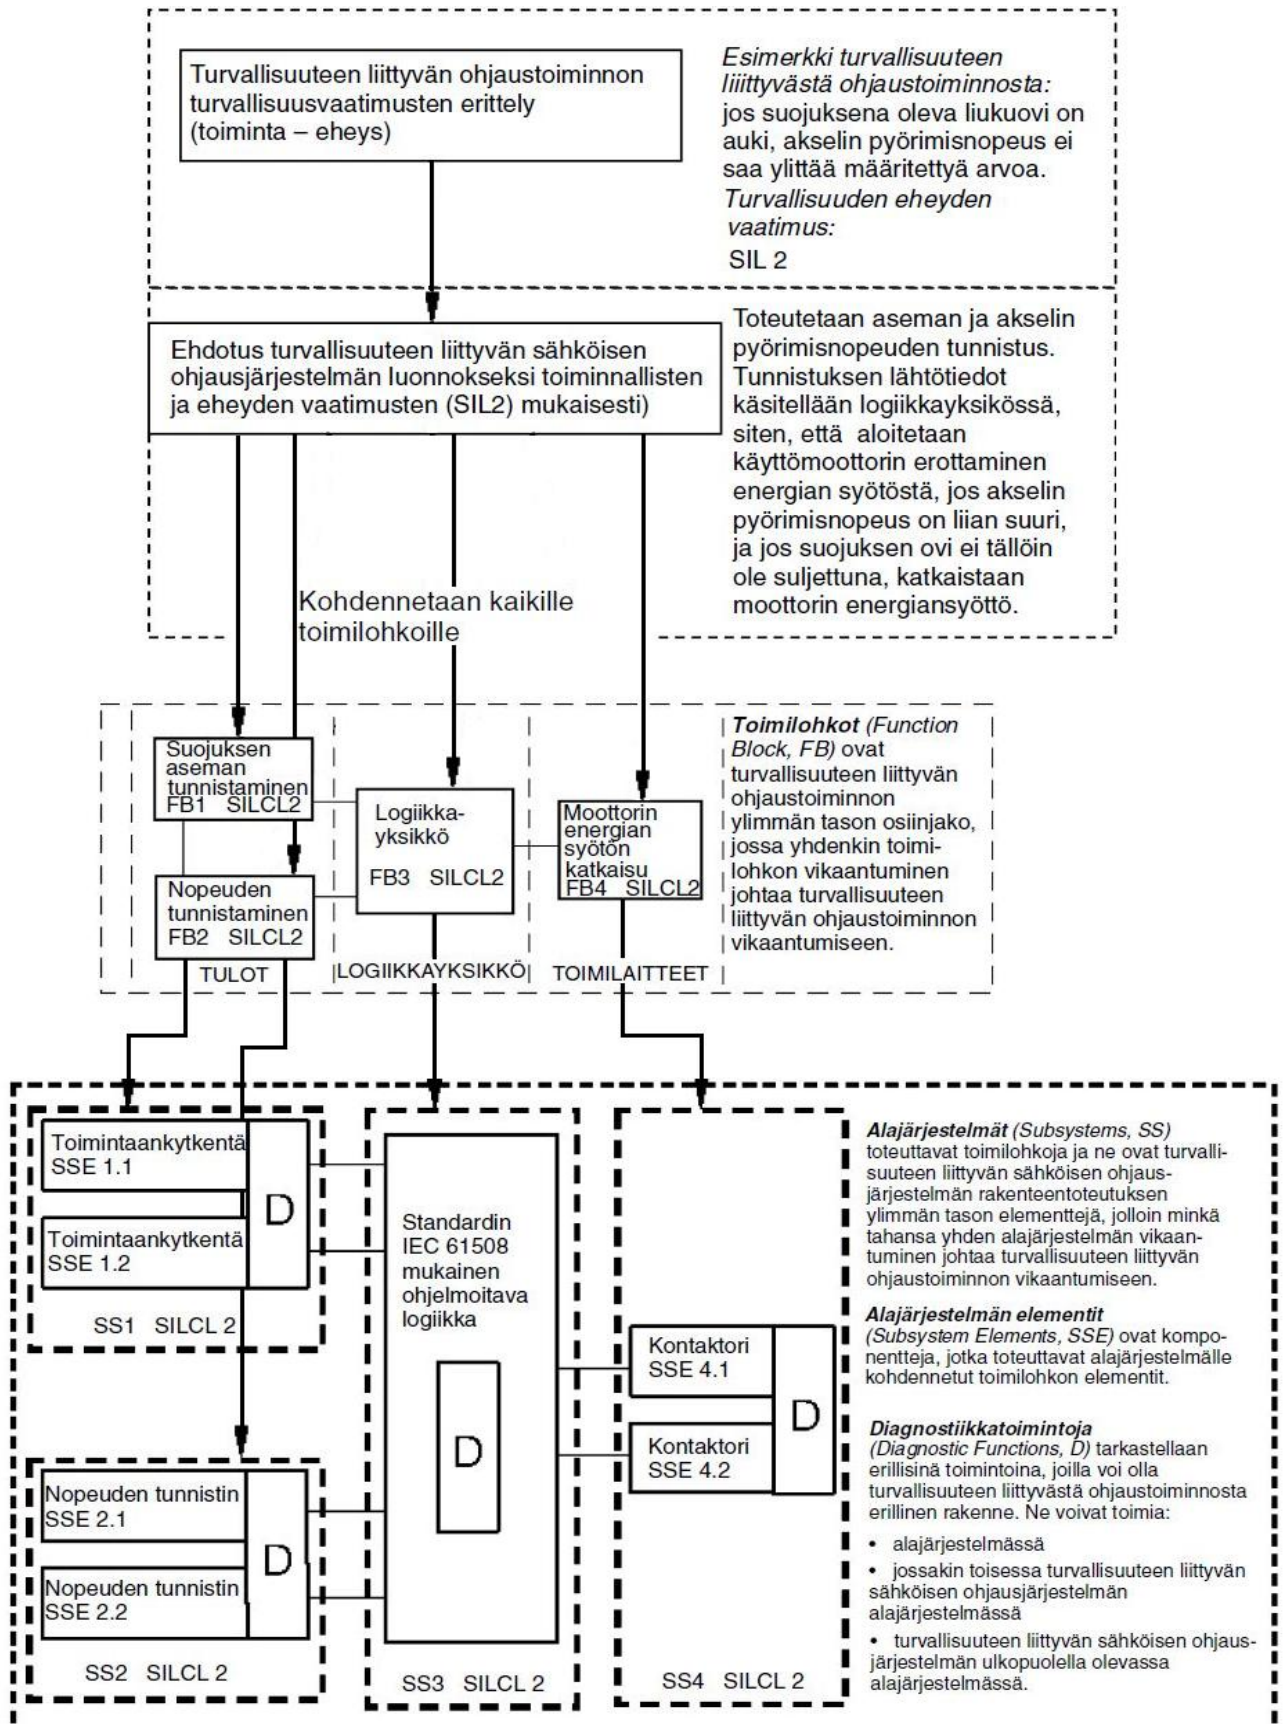 Turvallisuuteen liittyvän ohjaustoiminnon
turvallisuusvaatimusten erittely
(toiminta – eheys)
Esimerkki turvallisuuteen
liiittyvästä ohjaustoiminnosta:
jos suojuksena oleva liukuovi on
auki, akselin pyörimisnopeus ei
saa ylittää määritettyä arvoa.
Turvallisuuden eheyden
vaatimus:
SIL 2
Ehdotus turvallisuuteen liittyvän sähköisen
ohjausjärjestelmän luonnokseksi toiminnallisten
ja eheyden vaatimusten (SIL2) mukaisesti)
Toteutetaan aseman ja akselin
pyörimisnopeuden tunnistus.
Tunnistuksen lähtötiedot
käsitellään logiikkayksikössä,
siten, että aloitetaan
käyttömoottorin erottaminen
energian syötöstä, jos akselin
pyörimisnopeus on liian suuri,
ja jos suojuksen ovi ei tällöin
ole suljettuna, katkaistaan
moottorin energiansyöttö.
Kohdennetaan kaikille
toimilohkoille
Suojuksen
aseman
tunnistaminen
FB1 SILCL2
Nopeuden
tunnistaminen
FB2 SILCL2
TULOT
Logiikka-
yksikkö
FB3 SILCL2
LOGIIKKAYKSIKKÖ
Moottorin
energian
syötön
katkaisu
FB4 SILCL2
TOIMILAITTEET
Toimilohkot (Function
Block, FB) ovat
turvallisuuteen liittyvän
ohjaustoiminnon
ylimmän tason osiinjako,
jossa yhdenkin toimi-
lohkon vikaantuminen
johtaa turvallisuuteen
liittyvän ohjaustoiminnon
vikaantumiseen.
Toimintaankytkentä
SSE 1.1
Toimintaankytkentä
SSE 1.2
D
SS1 SILCL 2
Nopeuden tunnistin
SSE 2.1
Nopeuden tunnistin
SSE 2.2
D
SS2 SILCL 2
Standardin
IEC 61508
mukainen
ohjelmoitava
logiikka
D
SS3 SILCL 2
Kontaktori
SSE 4.1
Kontaktori
SSE 4.2
D
SS4 SILCL 2
Alajärjestelmät (Subsystems, SS)
toteuttavat toimilohkoja ja ne ovat turvalli-
suuteen liittyvän sähköisen ohjaus-
järjestelmän rakenteentoteutuksen
ylimmän tason elementtejä, jolloin minkä
tahansa yhden alajärjestelmän vikaan-
tuminen johtaa turvallisuuteen liittyvän
ohjaustoiminnon vikaantumiseen.
Alajärjestelmän elementit
(Subsystem Elements, SSE) ovat kompo-
nentteja, jotka toteuttavat alajärjestelmälle
kohdennetut toimilohkon elementit.
Diagnostiikkatoimintoja
(Diagnostic Functions, D) tarkastellaan
erillisinä toimintoina, joilla voi olla
turvallisuuteen liittyvästä ohjaustoiminnosta
erillinen rakenne. Ne voivat toimia:
• alajärjestelmässä
• jossakin toisessa turvallisuuteen liittyvän
sähköisen ohjausjärjestelmän
alajärjestelmässä
• turvallisuuteen liittyvän sähköisen ohjaus-
järjestelmän ulkopuolella olevassa
alajärjestelmässä.